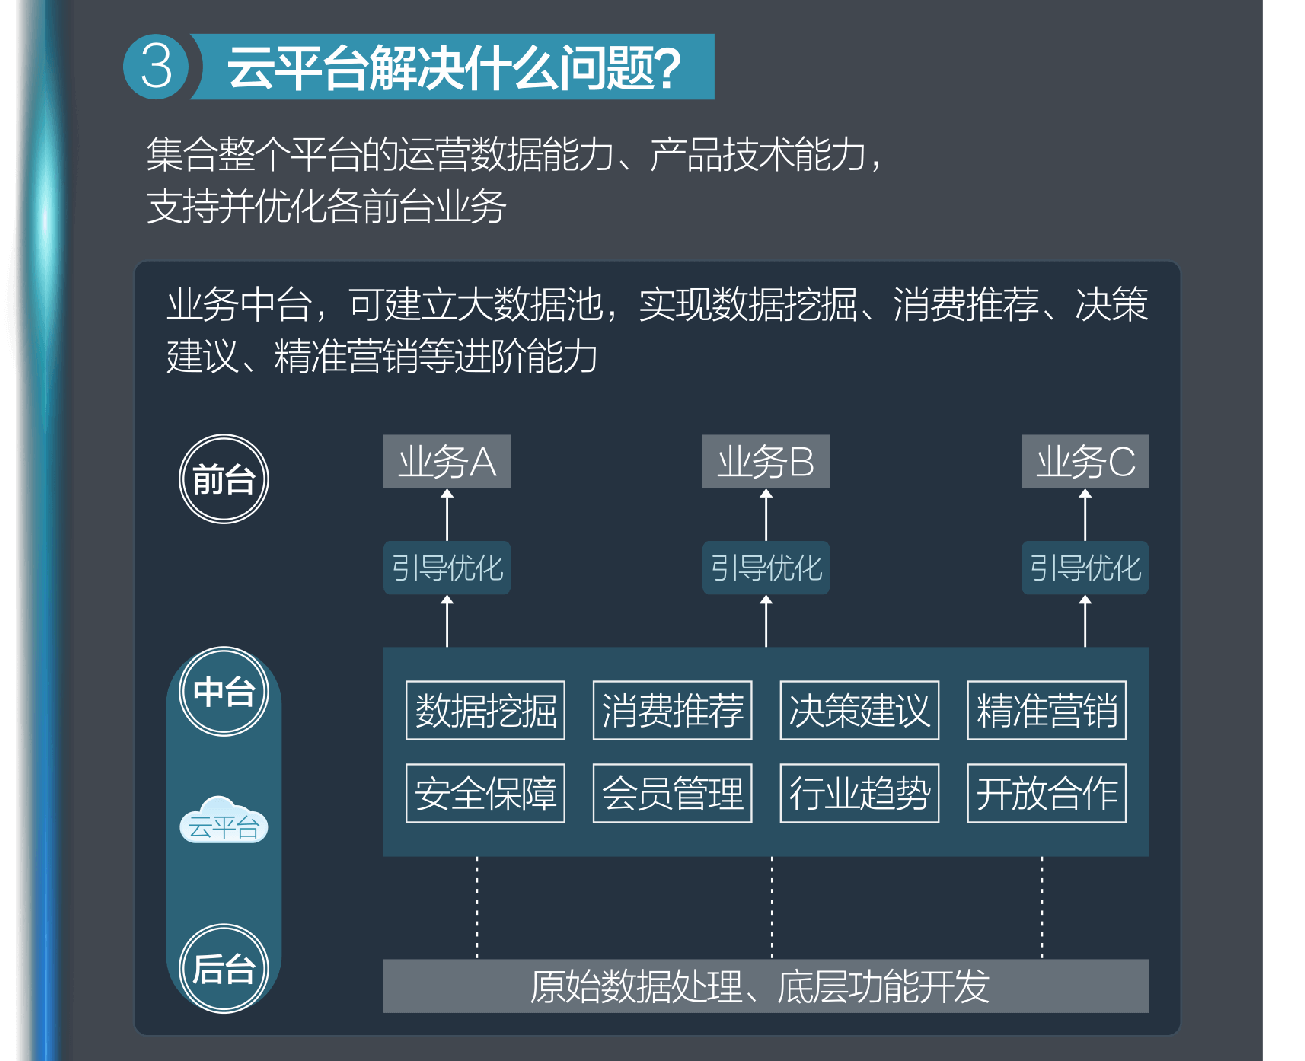 3 云平台解决什么问题?
集合整个平台的运营数据能力、产品技术能力，
支持并优化各前台业务
业务中台，可建立大数据池，实现数据挖掘、消费推荐、决策
建议、精准营销等进阶能力
前台 业务A 业务B 业务C
引导优化 引导优化 引导优化
中台
数据挖掘 消费推荐 决策建议 精准营销
安全保障 会员管理 行业趋势 开放合作
云平台
后台
原始数据处理、底层功能开发